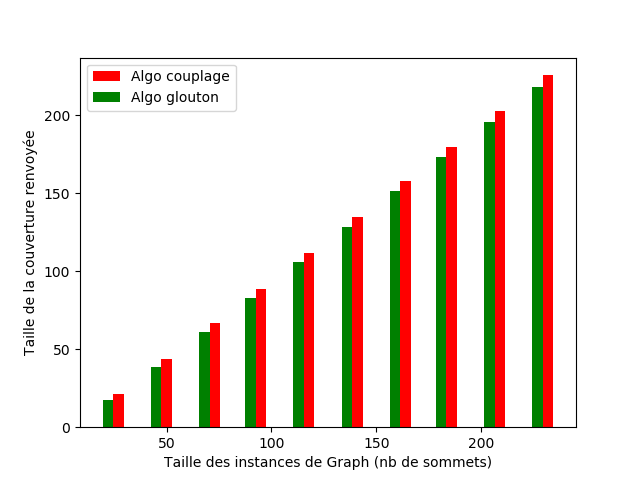 Algo couplage
Algo glouton
Taille de la couverture renvoyée
200
150
100
50
0
50 100 150 200
Taille des instances de Graph (nb de sommets)